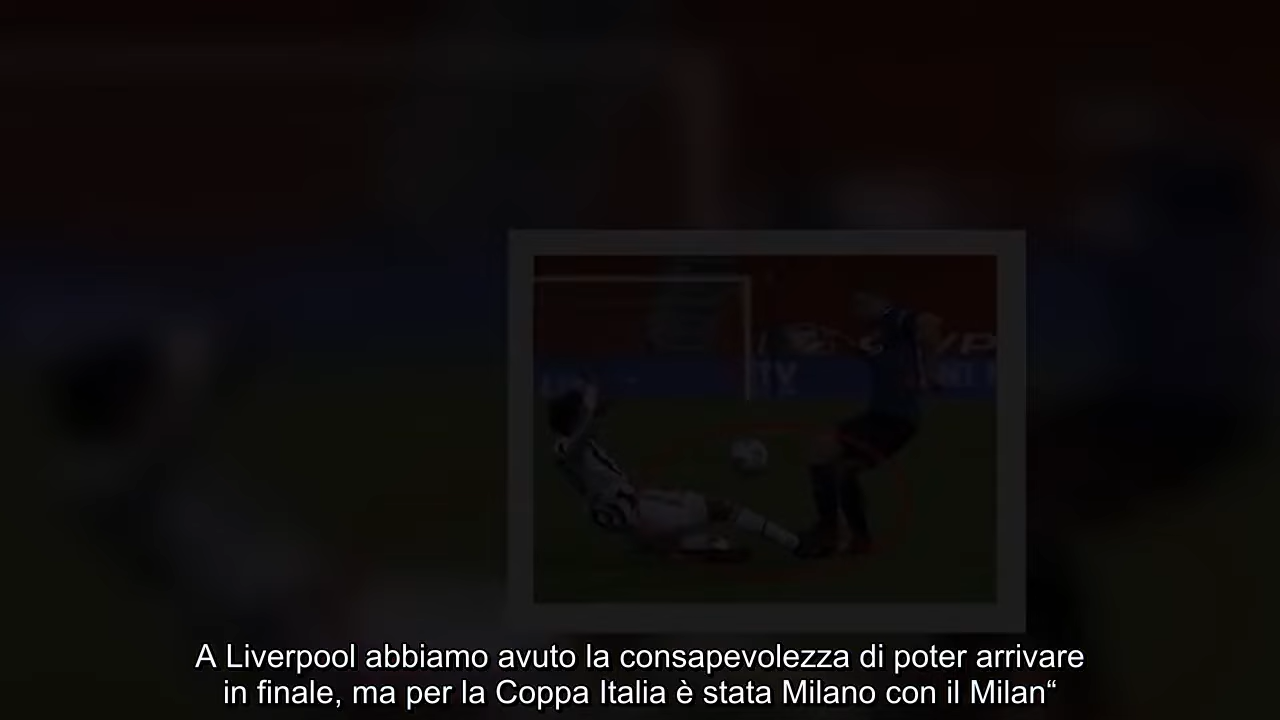 TV
A Liverpool abbiamo avuto la consapevolezza di poter arrivare
in finale, ma per la Coppa Italia è stata Milano con il Milan“